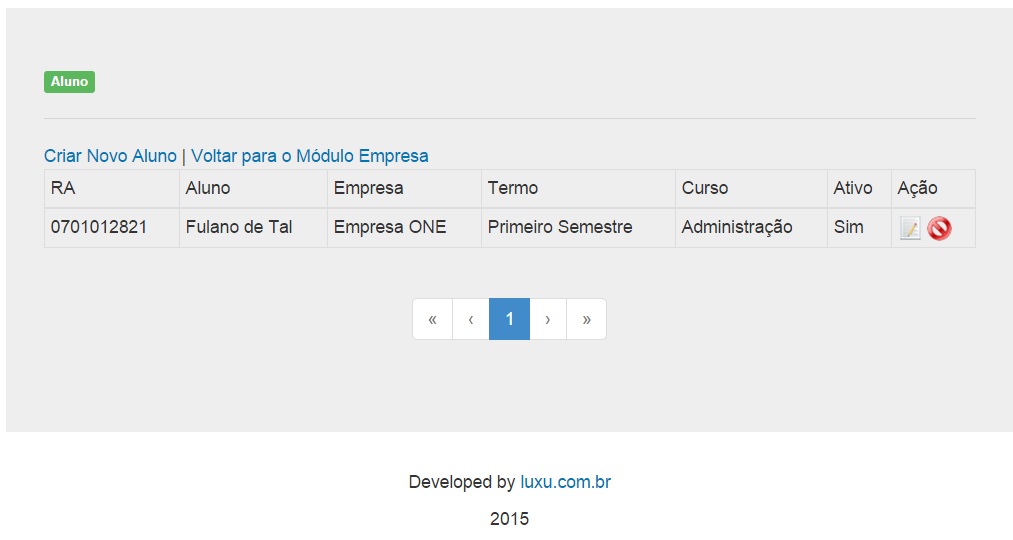 Aluno
Criar Novo Aluno | Voltar para o Módulo Empresa
RA Aluno Empresa Termo Curso Ativo Ação
0701012821 Fulano de Tal Empresa ONE Primeiro Semestre Administração Sim
« ‹ 1 › »
Developed by luxu.com.br
2015